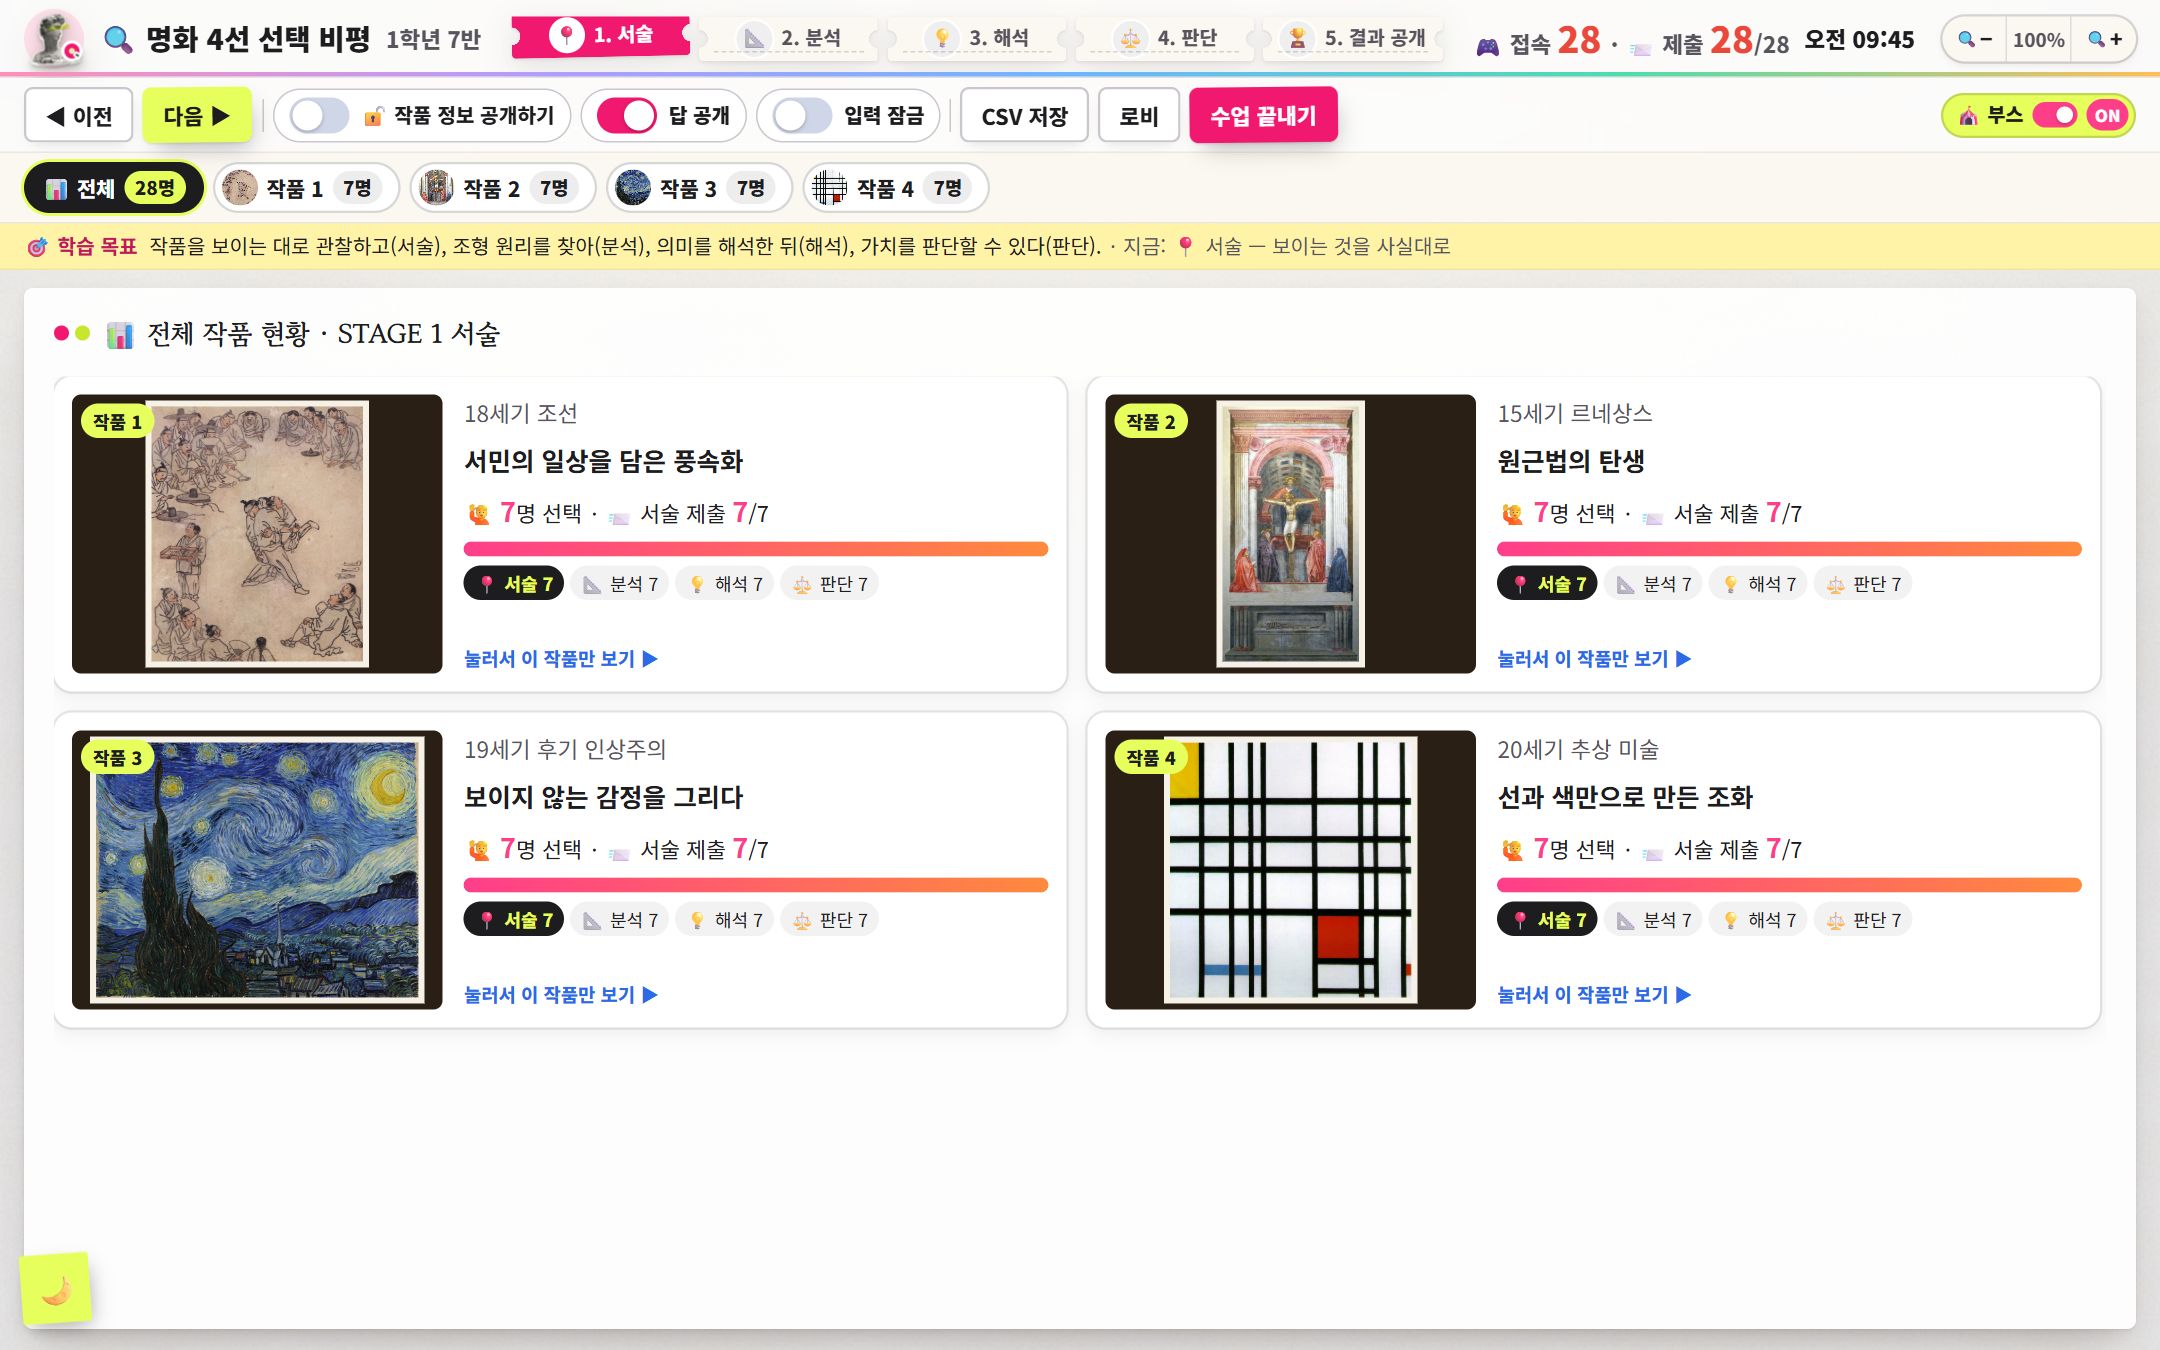 명화 4선 선택 비평 1학년 7반
1. 서술
2. 분석
3. 해석
4. 판단
5. 결과 공개
접속 28 · 제출 28/28 오전 09:45
− 100% +
◀ 이전
다음 ▶
작품 정보 공개하기
답 공개
입력 잠금
CSV 저장
로비
수업 끝내기
부스 ON
전체 28명
작품 1 7명
작품 2 7명
작품 3 7명
작품 4 7명
학습 목표 작품을 보이는 대로 관찰하고(서술), 조형 원리를 찾아(분석), 의미를 해석한 뒤(해석), 가치를 판단할 수 있다(판단). · 지금: 서술 — 보이는 것을 사실대로
전체 작품 현황 · STAGE 1 서술
작품 1
18세기 조선
서민의 일상을 담은 풍속화
7명 선택 · 서술 제출 7/7
서술 7 분석 7 해석 7 판단 7
눌러서 이 작품만 보기 ▶
작품 2
15세기 르네상스
원근법의 탄생
7명 선택 · 서술 제출 7/7
서술 7 분석 7 해석 7 판단 7
눌러서 이 작품만 보기 ▶
작품 3
19세기 후기 인상주의
보이지 않는 감정을 그리다
7명 선택 · 서술 제출 7/7
서술 7 분석 7 해석 7 판단 7
눌러서 이 작품만 보기 ▶
작품 4
20세기 추상 미술
선과 색만으로 만든 조화
7명 선택 · 서술 제출 7/7
서술 7 분석 7 해석 7 판단 7
눌러서 이 작품만 보기 ▶